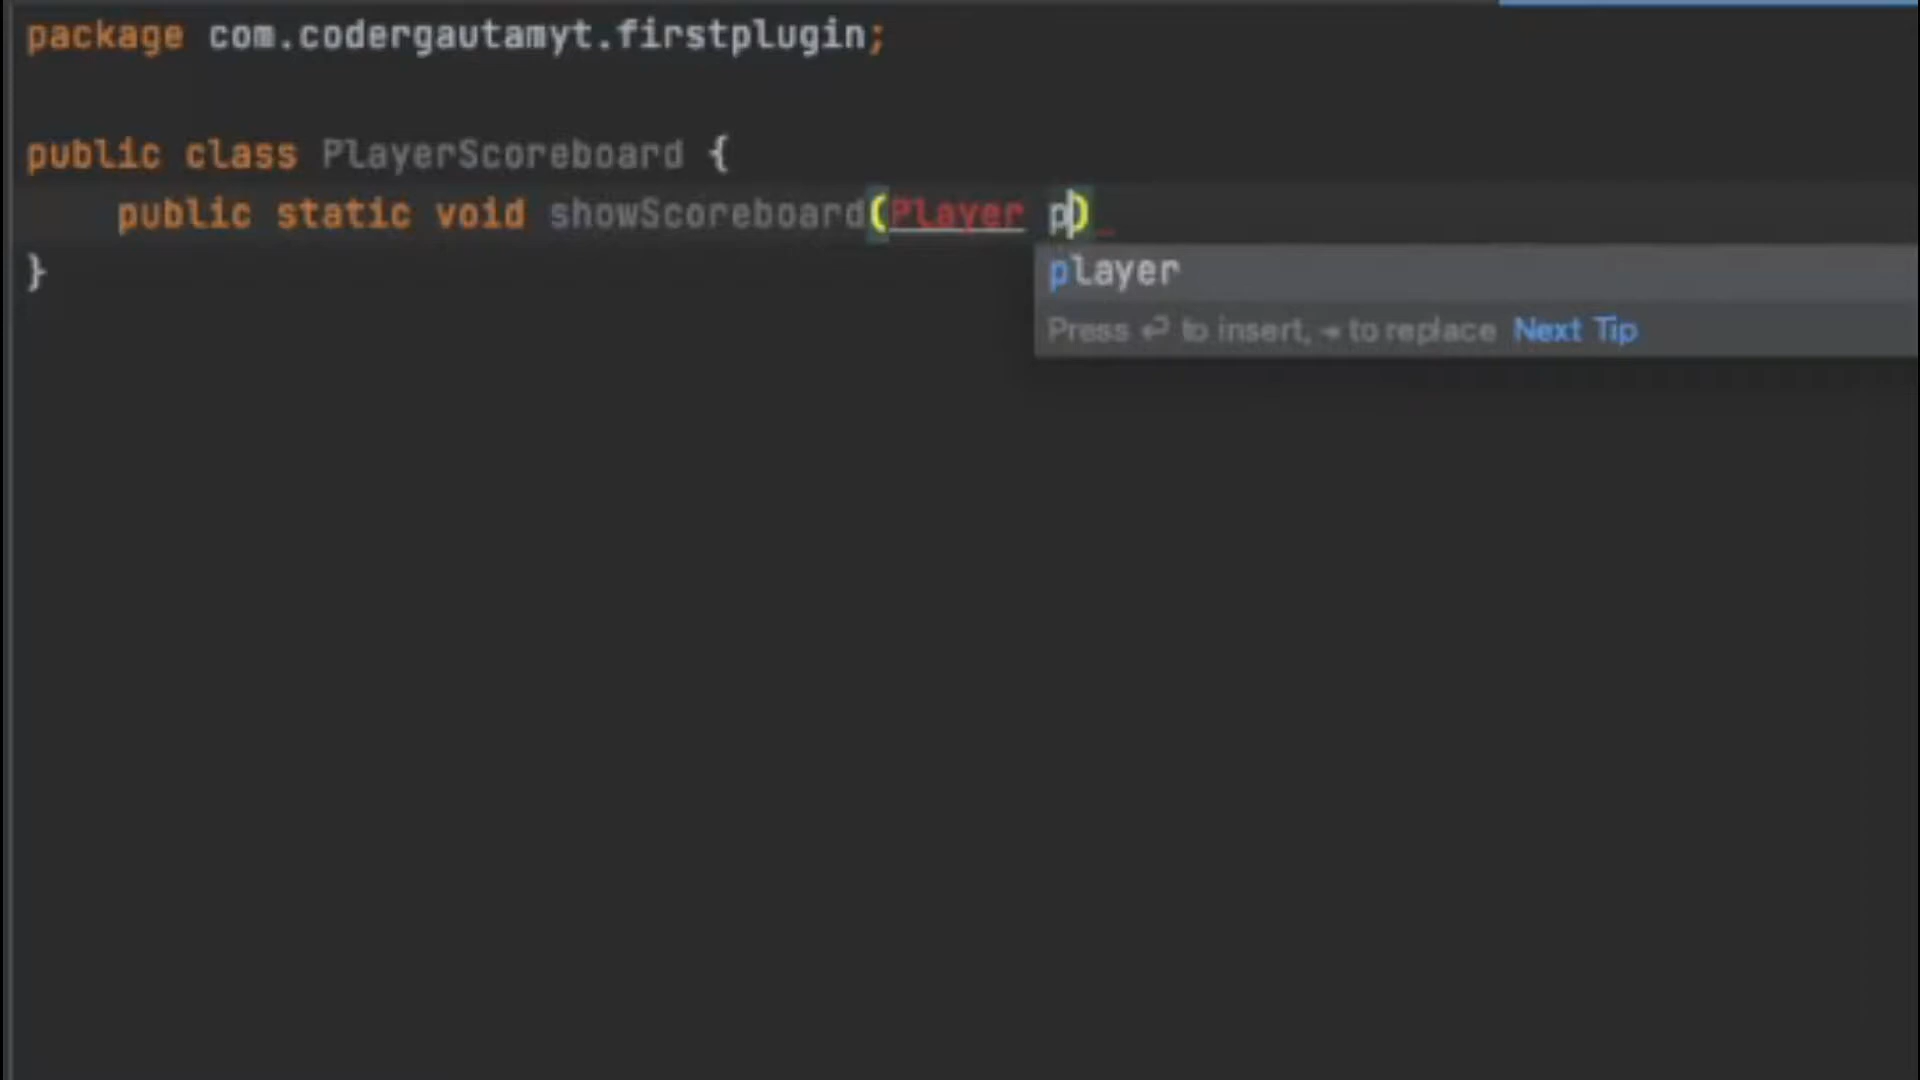 package com.codergautamyt.firstplugin;
public class PlayerScoreboard {
public static void showScoreboard(Player p)
player
Press ⏎ to insert, ⇥ to replace Next Tip
}